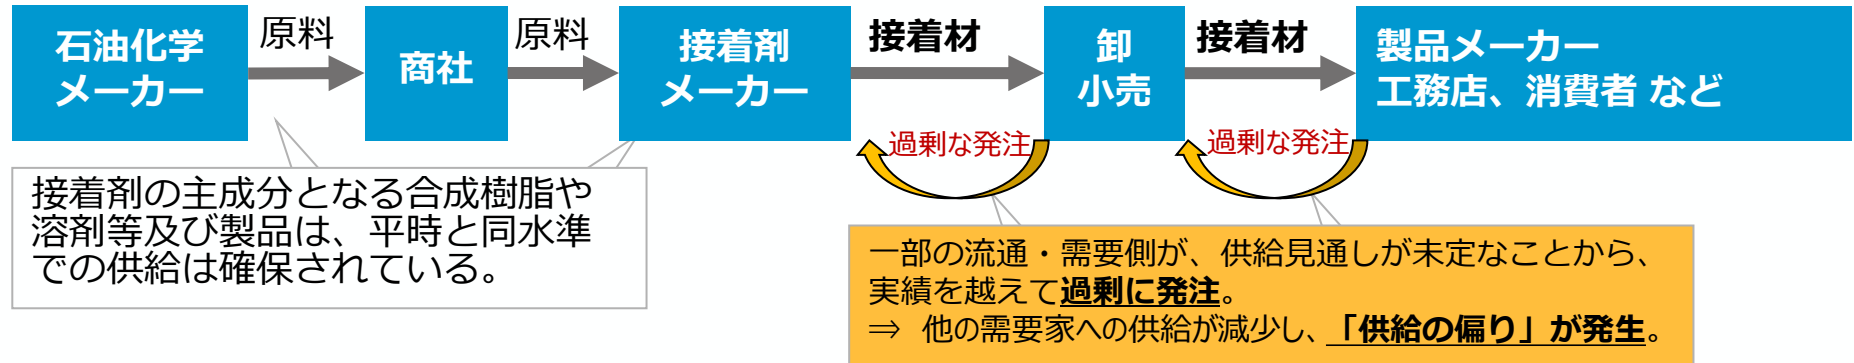 石油化学
メーカー
原料
商社
原料
接着剤
メーカー
接着材
卸
小売
接着材
製品メーカー
工務店、消費者 など
過剰な発注
過剰な発注
接着剤の主成分となる合成樹脂や
溶剤等及び製品は、平時と同水準
での供給は確保されている。
一部の流通・需要側が、供給見通しが未定なことから、
実績を越えて過剰に発注。
⇒ 他の需要家への供給が減少し、「供給の偏り」が発生。